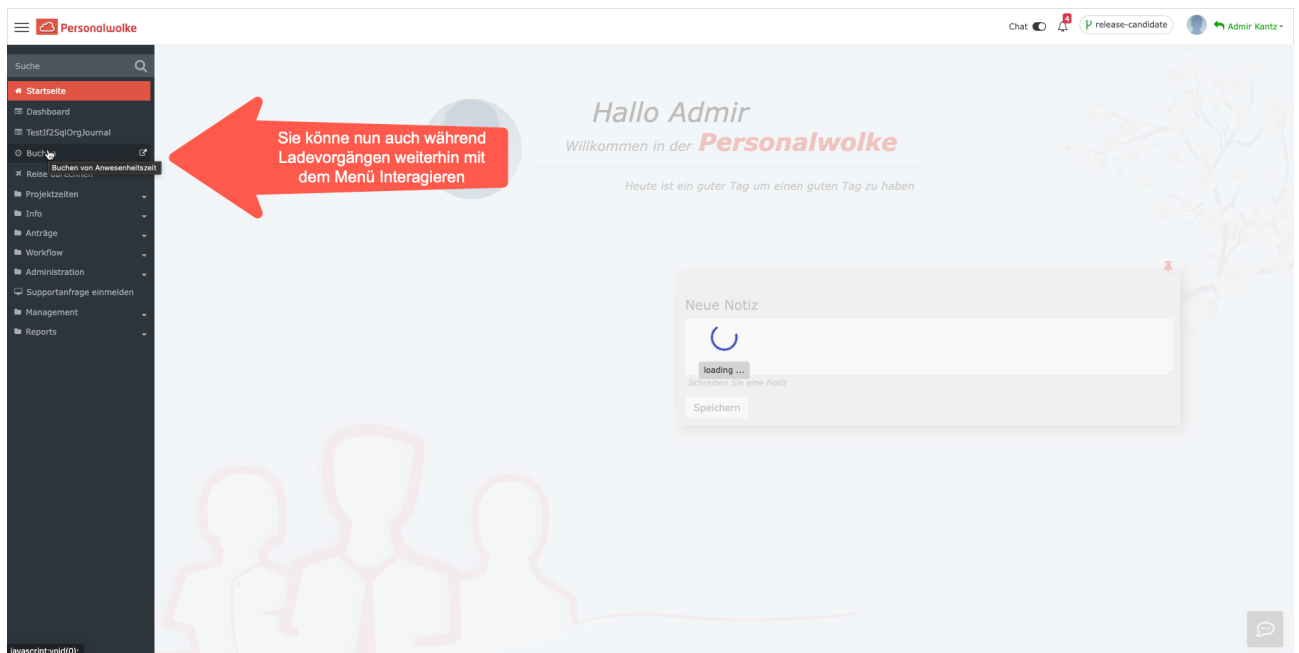 Personalwolke
Chat
4
release-candidate
Admir Kantz
Suche
Startseite
Dashboard
TestIf2SqlOrgJournal
Buchen von Anwesenheitszeit
Projektzeiten
Info
Anträge
Workflow
Administration
Supportanfrage einmelden
Management
Reports
Sie könne nun auch während
Ladevorgängen weiterhin mit
dem Menü Interagieren
Hallo Admir
Willkommen in der Personalwolke
Heute ist ein guter Tag um einen guten Tag zu haben
Neue Notiz
loading ...
Schreiben Sie eine Notiz
Speichern
javascript:void(0);